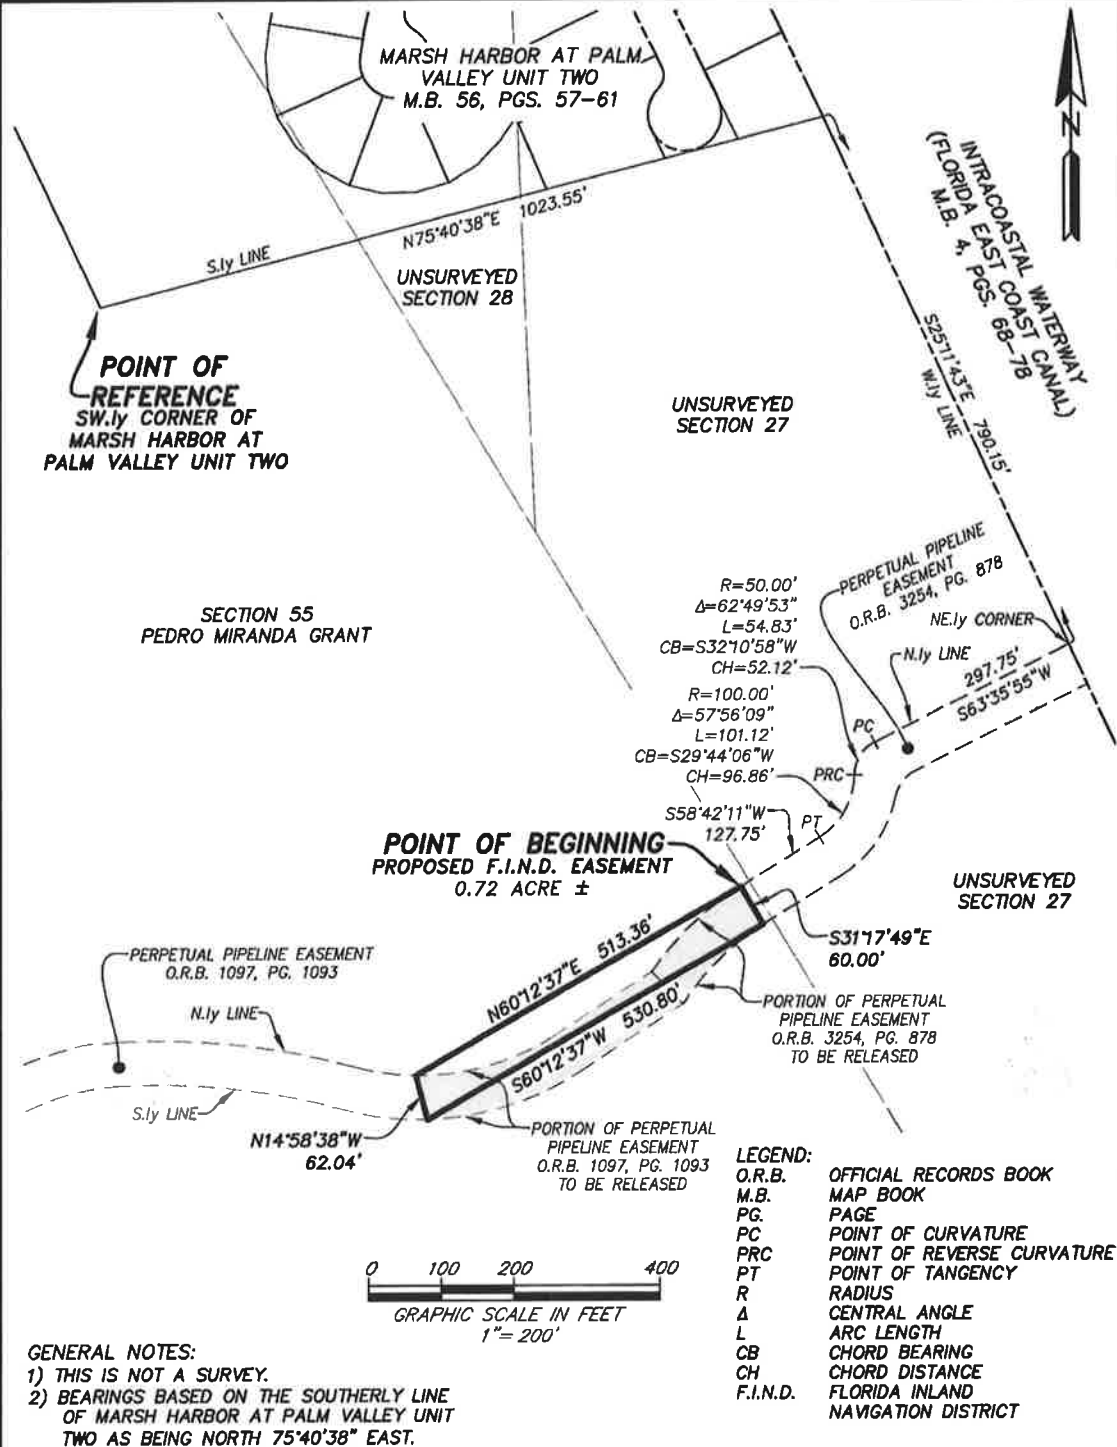 MARSH HARBOR AT PALM
VALLEY UNIT TWO
M.B. 56, PGS. 57-61
N
INTRACOASTAL WATERWAY
(FLORIDA EAST COAST CANAL)
M.B. 4, PGS. 68-78
S.ly LINE
N75°40'38"E 1023.55'
UNSURVEYED
SECTION 28
POINT OF
REFERENCE
SW.ly CORNER OF
MARSH HARBOR AT
PALM VALLEY UNIT TWO
UNSURVEYED
SECTION 27
S25°11'43"E 790.15'
W.ly LINE
SECTION 55
PEDRO MIRANDA GRANT
PERPETUAL PIPELINE
EASEMENT
O.R.B. 3254, PG. 878
R=50.00'
Δ=62°49'53"
L=54.83'
CB=S32°10'58"W
CH=52.12'
NE.ly CORNER
N.ly LINE
297.75'
S63°35'55"W
R=100.00'
Δ=57°56'09"
L=101.12'
CB=S29°44'06"W
CH=96.86'
PC
PRC
S58°42'11"W
127.75'
PT
POINT OF BEGINNING
PROPOSED F.I.N.D. EASEMENT
0.72 ACRE ±
UNSURVEYED
SECTION 27
S31°17'49"E
60.00'
N60°12'37"E 513.36'
S60°12'37"W 530.80'
PERPETUAL PIPELINE EASEMENT
O.R.B. 1097, PG. 1093
N.ly LINE
S.ly LINE
PORTION OF PERPETUAL
PIPELINE EASEMENT
O.R.B. 3254, PG. 878
TO BE RELEASED
N14°58'38"W
62.04'
PORTION OF PERPETUAL
PIPELINE EASEMENT
O.R.B. 1097, PG. 1093
TO BE RELEASED
LEGEND:
O.R.B. OFFICIAL RECORDS BOOK
M.B. MAP BOOK
PG. PAGE
PC POINT OF CURVATURE
PRC POINT OF REVERSE CURVATURE
PT POINT OF TANGENCY
R RADIUS
Δ CENTRAL ANGLE
L ARC LENGTH
CB CHORD BEARING
CH CHORD DISTANCE
F.I.N.D. FLORIDA INLAND
NAVIGATION DISTRICT
0 100 200 400
GRAPHIC SCALE IN FEET
1"= 200'
GENERAL NOTES:
1) THIS IS NOT A SURVEY.
2) BEARINGS BASED ON THE SOUTHERLY LINE
OF MARSH HARBOR AT PALM VALLEY UNIT
TWO AS BEING NORTH 75°40'38" EAST.